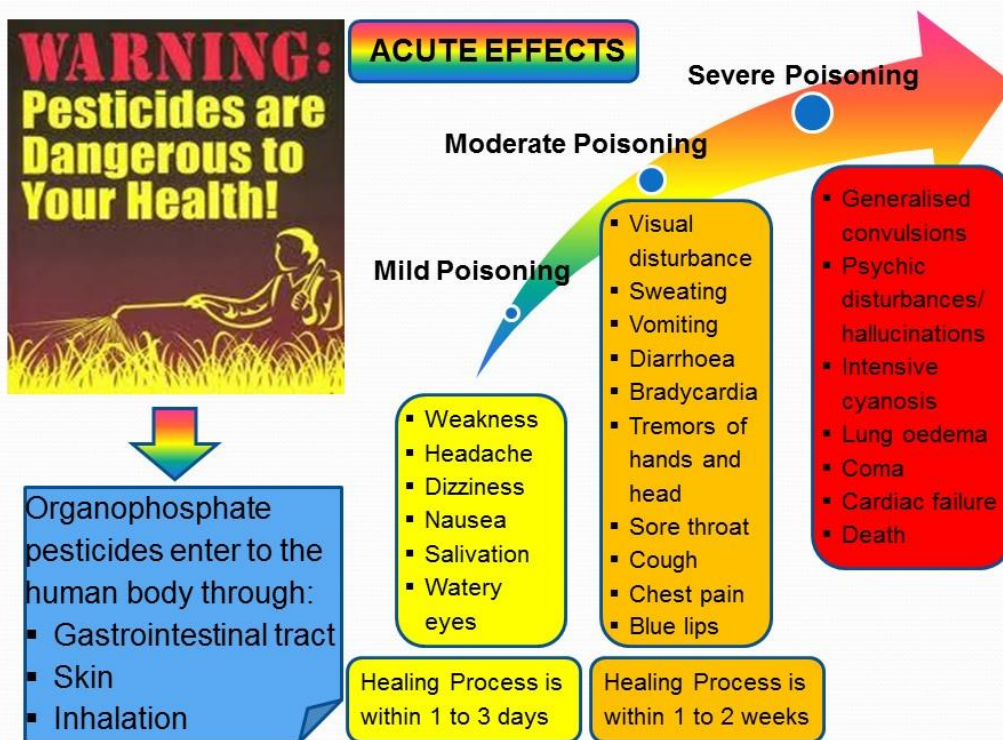 WARNING:
Pesticides are
Dangerous to
Your Health!
ACUTE EFFECTS
Severe Poisoning
Moderate Poisoning
Mild Poisoning
Organophosphate
pesticides enter to the
human body through:
▪ Gastrointestinal tract
▪ Skin
▪ Inhalation
▪ Weakness
▪ Headache
▪ Dizziness
▪ Nausea
▪ Salivation
▪ Watery
eyes
Healing Process is
within 1 to 3 days
▪ Visual
disturbance
▪ Sweating
▪ Vomiting
▪ Diarrhoea
▪ Bradycardia
▪ Tremors of
hands and
head
▪ Sore throat
▪ Cough
▪ Chest pain
▪ Blue lips
Healing Process is
within 1 to 2 weeks
▪ Generalised
convulsions
▪ Psychic
disturbances/
hallucinations
▪ Intensive
cyanosis
▪ Lung oedema
▪ Coma
▪ Cardiac failure
▪ Death